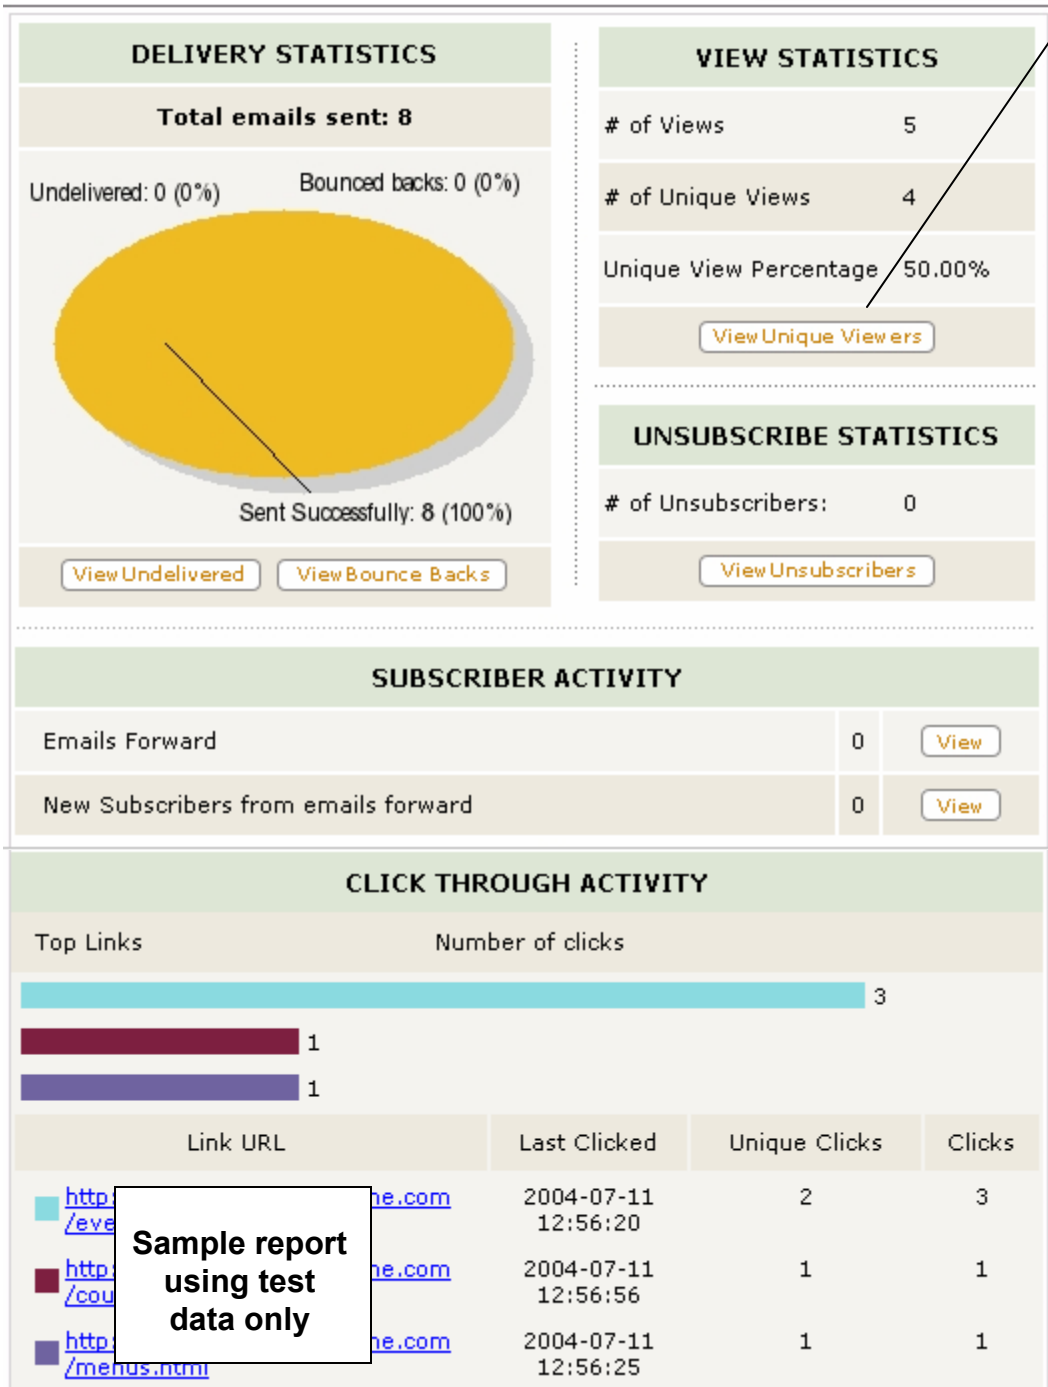 DELIVERY STATISTICS
Total emails sent: 8
Undelivered: 0 (0%)
Bounced backs: 0 (0%)
Sent Successfully: 8 (100%)
View Undelivered
View Bounce Backs
VIEW STATISTICS
# of Views 5
# of Unique Views 4
Unique View Percentage 50.00%
View Unique Viewers
UNSUBSCRIBE STATISTICS
# of Unsubscribers: 0
View Unsubscribers
SUBSCRIBER ACTIVITY
Emails Forward 0 View
New Subscribers from emails forward 0 View
CLICK THROUGH ACTIVITY
Top Links Number of clicks
3
1
1
Link URL Last Clicked Unique Clicks Clicks
http: ne.com 2004-07-11 2 3
/eve 12:56:20
http: ne.com 2004-07-11 1 1
/cou 12:56:56
http: ne.com 2004-07-11 1 1
/menus.html 12:56:25
Sample report
using test
data only